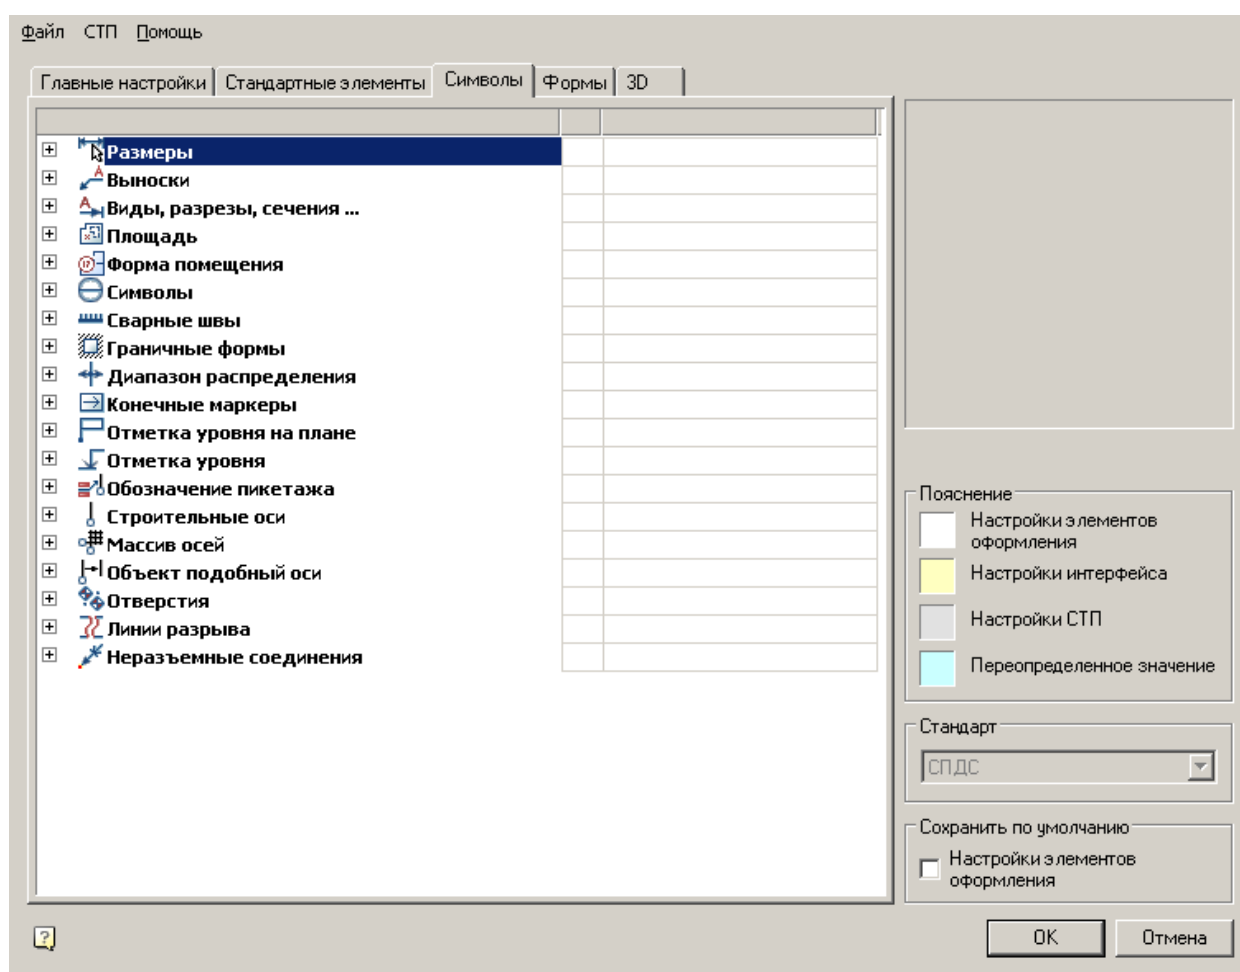 Файл СТП Помощь
Главные настройки Стандартные элементы Символы Формы 3D
Размеры
Выноски
Виды, разрезы, сечения ...
Площадь
Форма помещения
Символы
Сварные швы
Граничные формы
Диапазон распределения
Конечные маркеры
Отметка уровня на плане
Отметка уровня
Обозначение пикетажа
Строительные оси
Массив осей
Объект подобный оси
Отверстия
Линии разрыва
Неразъемные соединения
Пояснение
Настройки элементов
оформления
Настройки интерфейса
Настройки СТП
Переопределенное значение
Стандарт
СПДС
Сохранить по умолчанию
Настройки элементов
оформления
OK Отмена